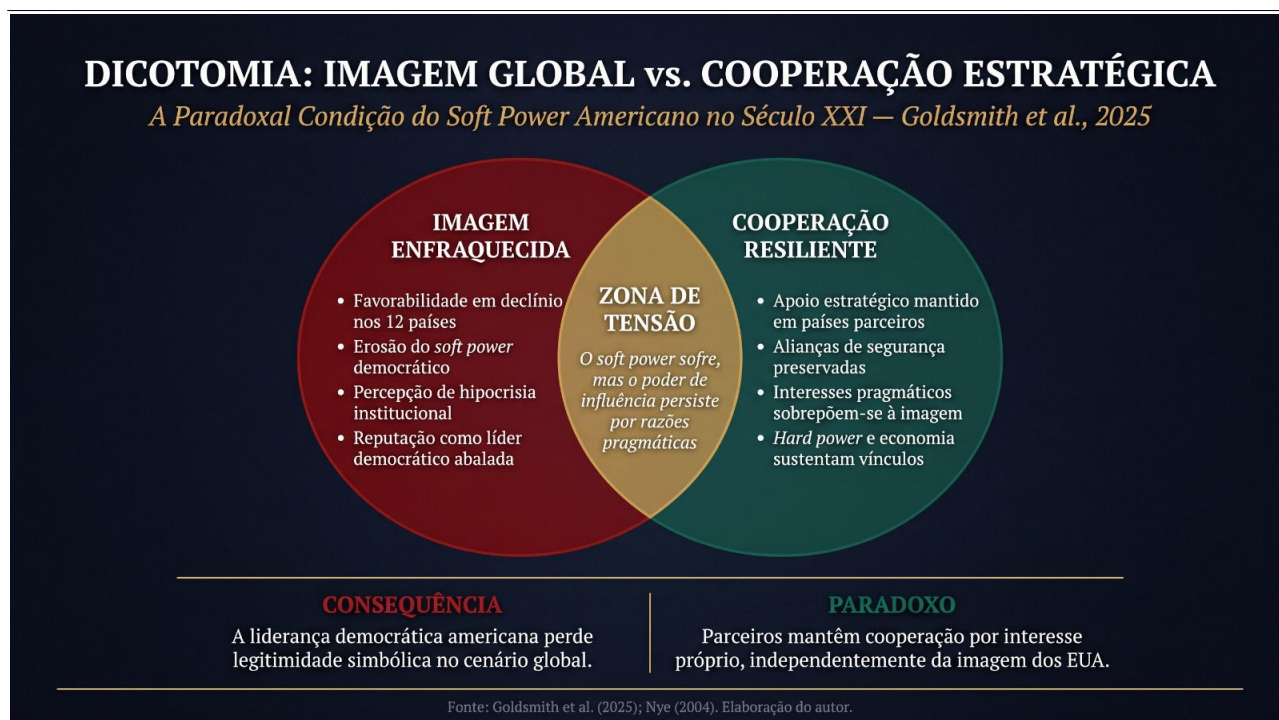 DICOTOMIA: IMAGEM GLOBAL vs. COOPERAÇÃO ESTRATÉGICA
A Paradoxal Condição do Soft Power Americano no Século XXI — Goldsmith et al., 2025
IMAGEM
ENFRAQUECIDA
• Favorabilidade em declínio
nos 12 países
• Erosão do soft power
democrático
• Percepção de hipocrisia
institucional
• Reputação como líder
democrático abalada
ZONA DE
TENSÃO
O soft power sofre,
mas o poder de
influência persiste
por razões
pragmáticas
COOPERAÇÃO
RESILIENTE
• Apoio estratégico mantido
em países parceiros
• Alianças de segurança
preservadas
• Interesses pragmáticos
sobrepõem-se à imagem
• Hard power e economia
sustentam vínculos
CONSEQUÊNCIA
A liderança democrática americana perde
legitimidade simbólica no cenário global.
PARADOXO
Parceiros mantêm cooperação por interesse
próprio, independentemente da imagem dos EUA.
Fonte: Goldsmith et al. (2025); Nye (2004). Elaboração do autor.